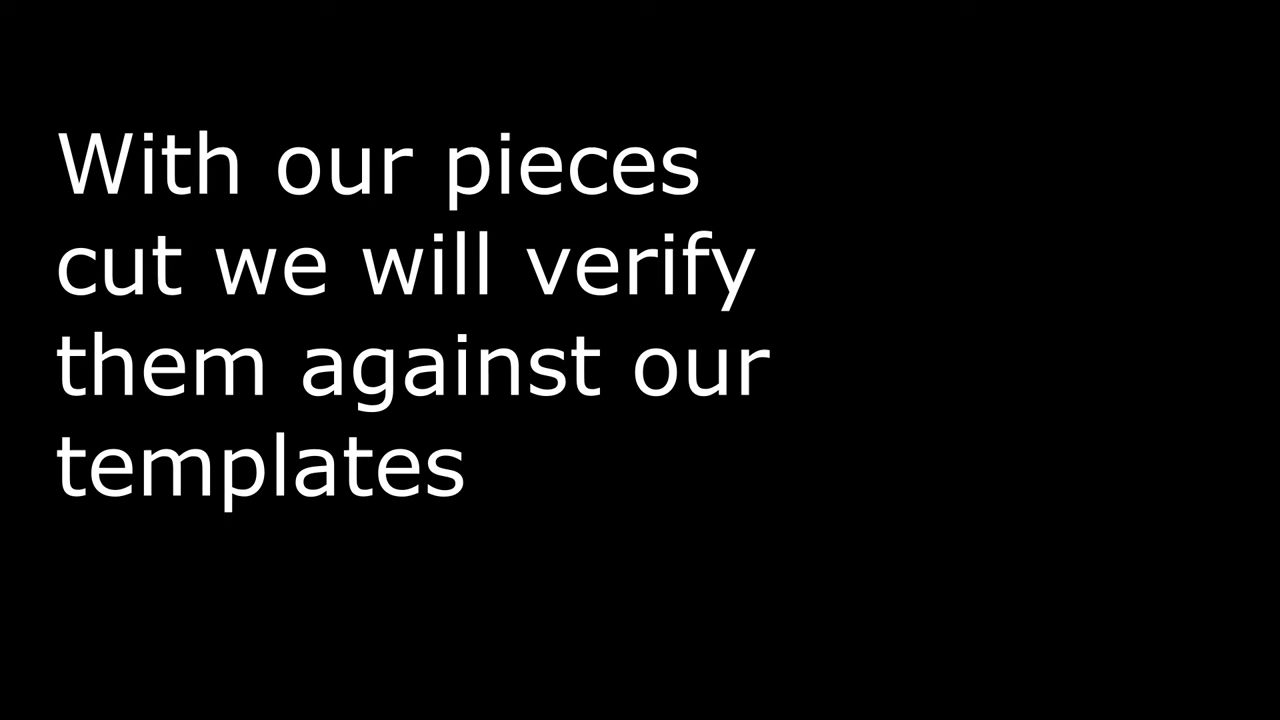 With our pieces
cut we will verify
them against our
templates